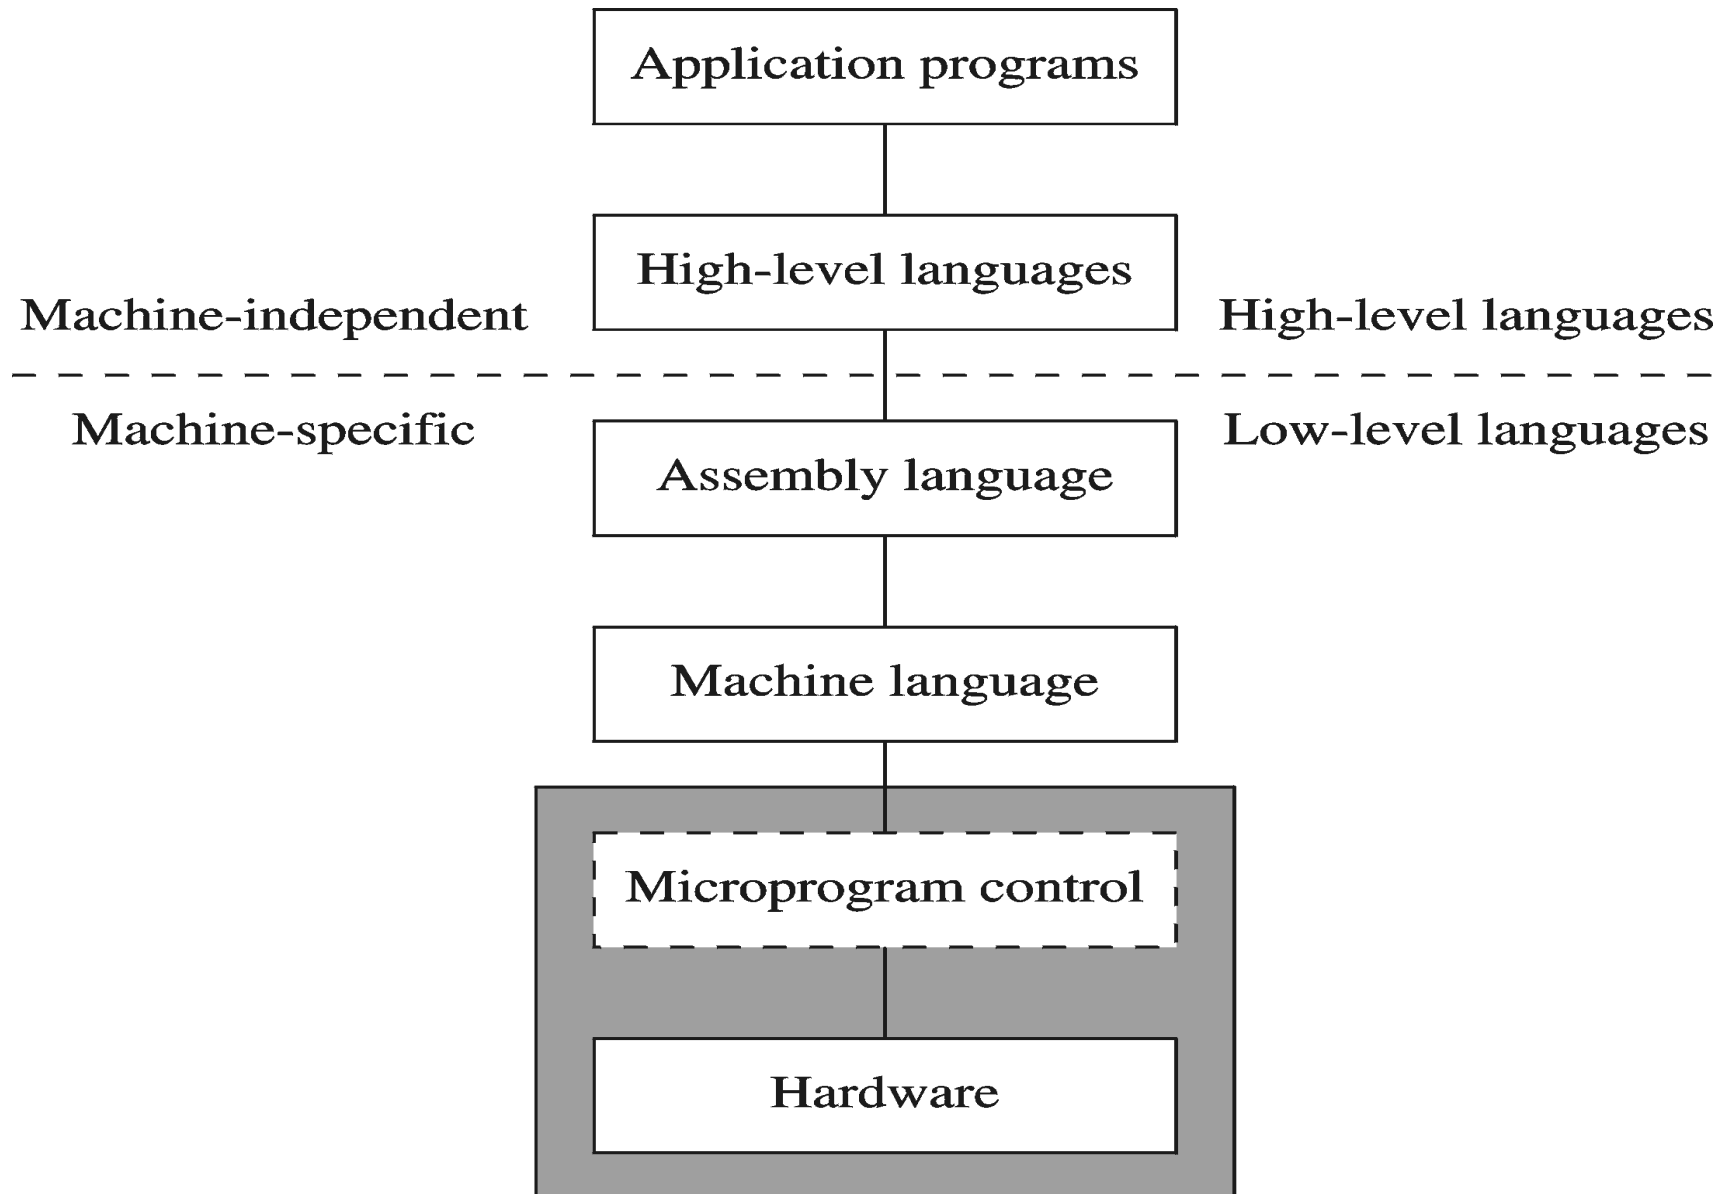 Application programs
High-level languages
Machine-independent
High-level languages
Machine-specific
Low-level languages
Assembly language
Machine language
Microprogram control
Hardware